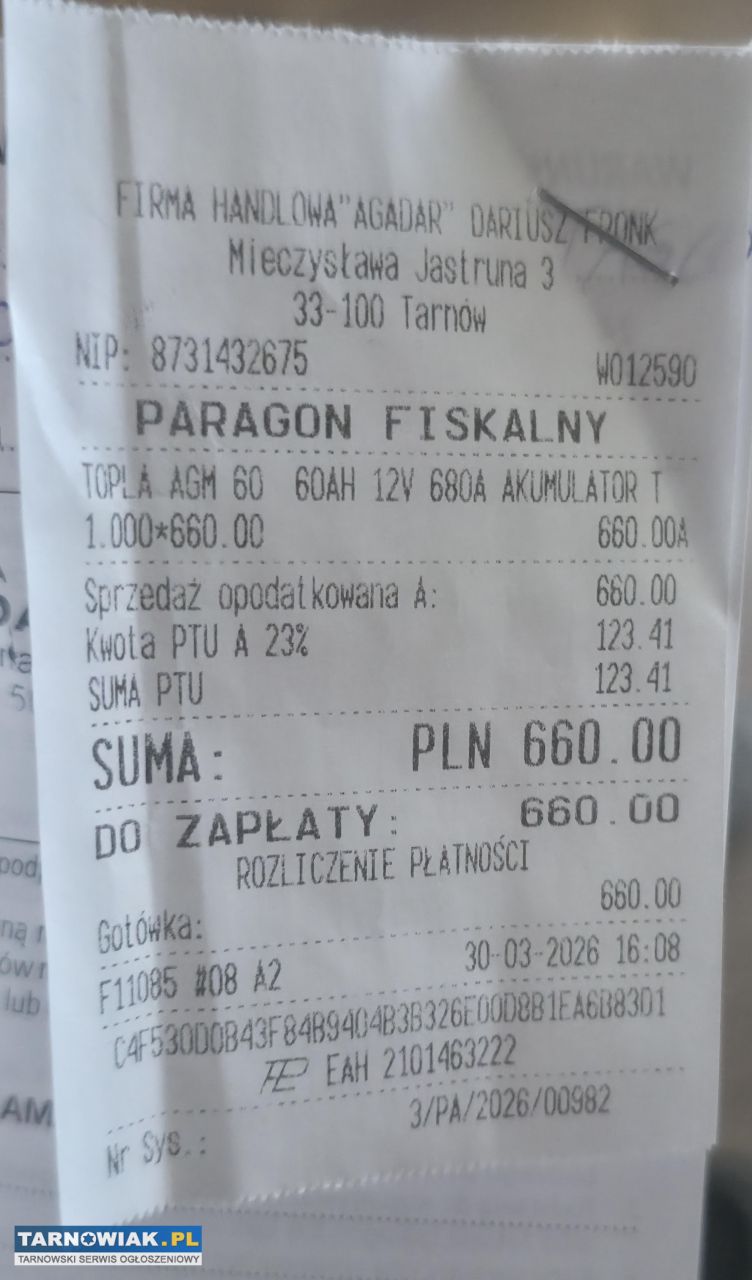 FIRMA HANDLOWA"AGADAR" DARIUSZ FRONK
Mieczysława Jastruna 3
33-100 Tarnów
NIP: 8731432675 W012590
PARAGON FISKALNY
TOPLA AGM 60 60AH 12V 680A AKUMULATOR T
1.000*660.00 660.00A
Sprzedaż opodatkowana A: 660.00
Kwota PTU A 23% 123.41
SUMA PTU 123.41
SUMA: PLN 660.00
DO ZAPŁATY: 660.00
ROZLICZENIE PŁATNOŚCI
Gotówka: 660.00
F11085 #08 A2 30-03-2026 16:08
C4F530D0B43F84B9404B3B326E00D8B1EA6B83D1
EAH 2101463222
Nr Sys.: 3/PA/2026/00982
TARNOWIAK.PL
TARNOWSKI SERWIS OGŁOSZENIOWY